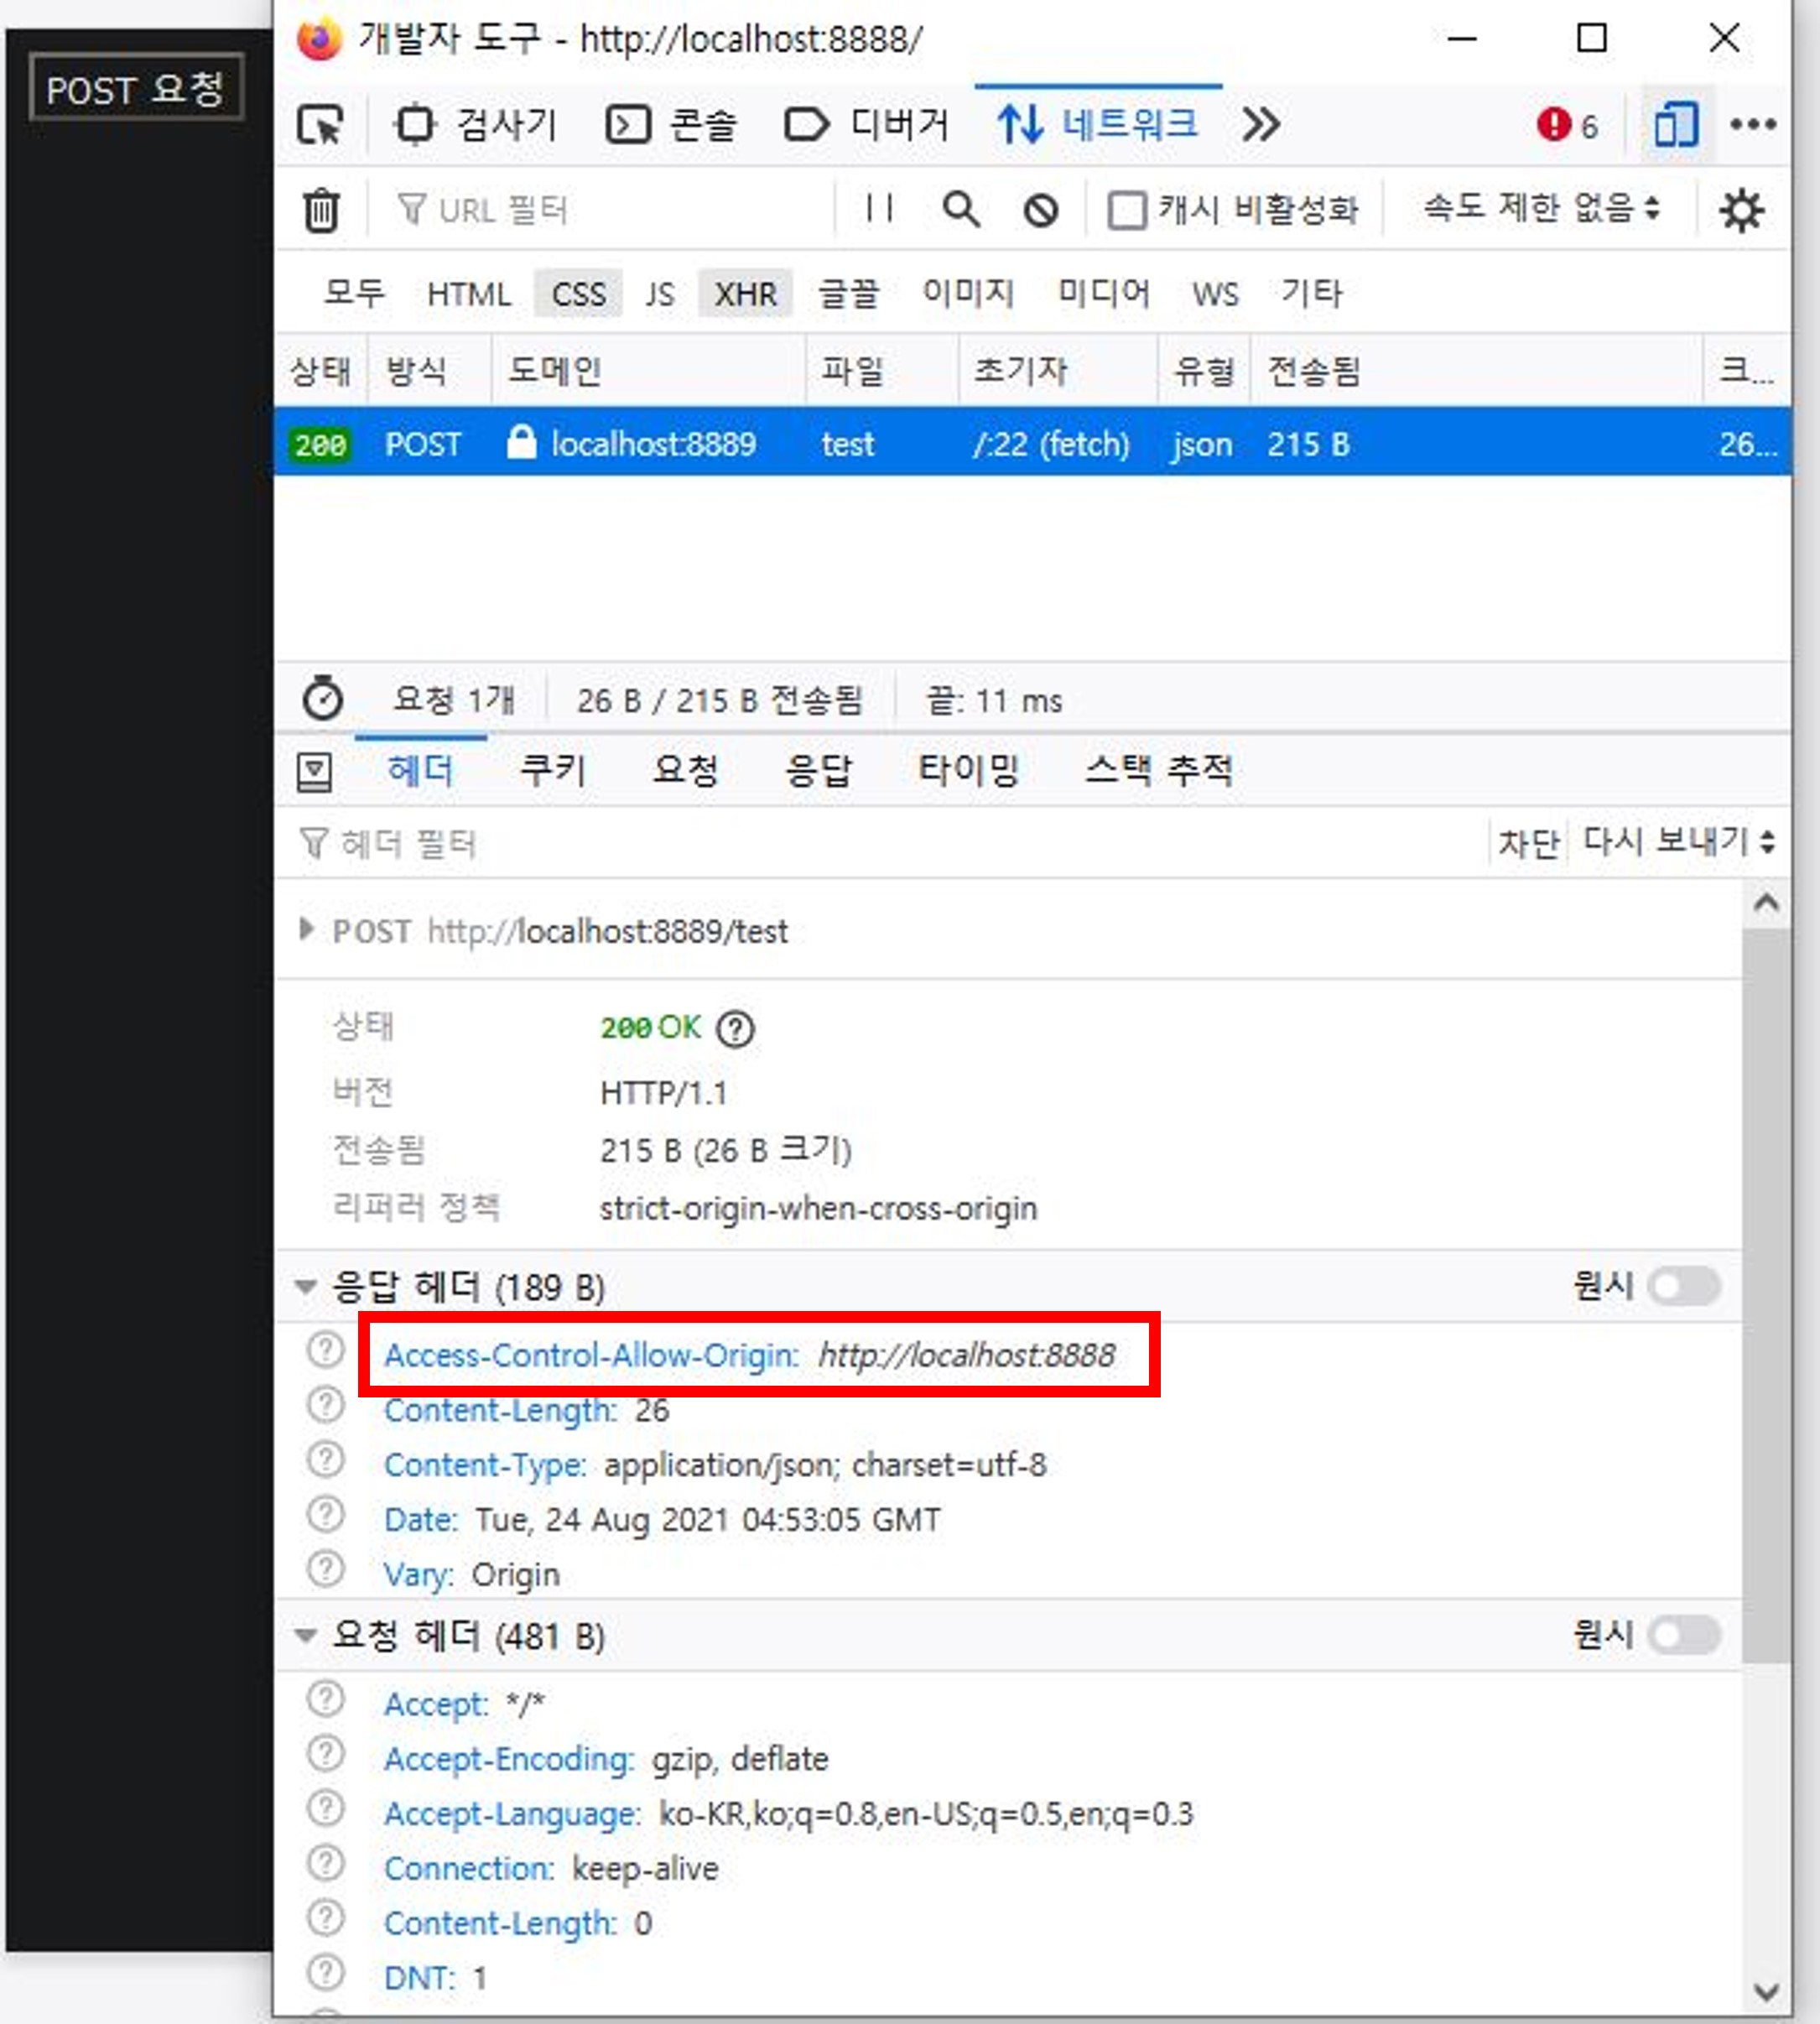 POST 요청
개발자 도구 - http://localhost:8888/
검사기 콘솔 디버거 네트워크 6
URL 필터 캐시 비활성화 속도 제한 없음
모두 HTML CSS JS XHR 글꼴 이미지 미디어 WS 기타
상태 방식 도메인 파일 초기자 유형 전송됨 크...
200 POST localhost:8889 test /:22 (fetch) json 215 B 26...
요청 1개 26 B / 215 B 전송됨 끝: 11 ms
헤더 쿠키 요청 응답 타이밍 스택 추적
헤더 필터 차단 다시 보내기
POST http://localhost:8889/test
상태 200 OK
버전 HTTP/1.1
전송됨 215 B (26 B 크기)
리퍼러 정책 strict-origin-when-cross-origin
응답 헤더 (189 B) 원시
Access-Control-Allow-Origin: http://localhost:8888
Content-Length: 26
Content-Type: application/json; charset=utf-8
Date: Tue, 24 Aug 2021 04:53:05 GMT
Vary: Origin
요청 헤더 (481 B) 원시
Accept: */*
Accept-Encoding: gzip, deflate
Accept-Language: ko-KR,ko;q=0.8,en-US;q=0.5,en;q=0.3
Connection: keep-alive
Content-Length: 0
DNT: 1